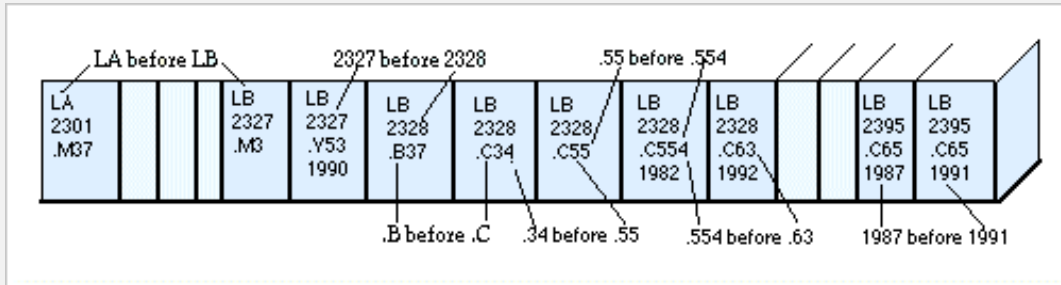 LA before LB
2327 before 2328
.55 before .554
LA
2301
.M37
LB
2327
.M3
LB
2327
.V53
1990
LB
2328
.B37
LB
2328
.C34
LB
2328
.C55
LB
2328
.C554
1982
LB
2328
.C63
1992
LB
2395
.C65
1987
LB
2395
.C65
1991
.B before .C
.34 before .55
.554 before .63
1987 before 1991